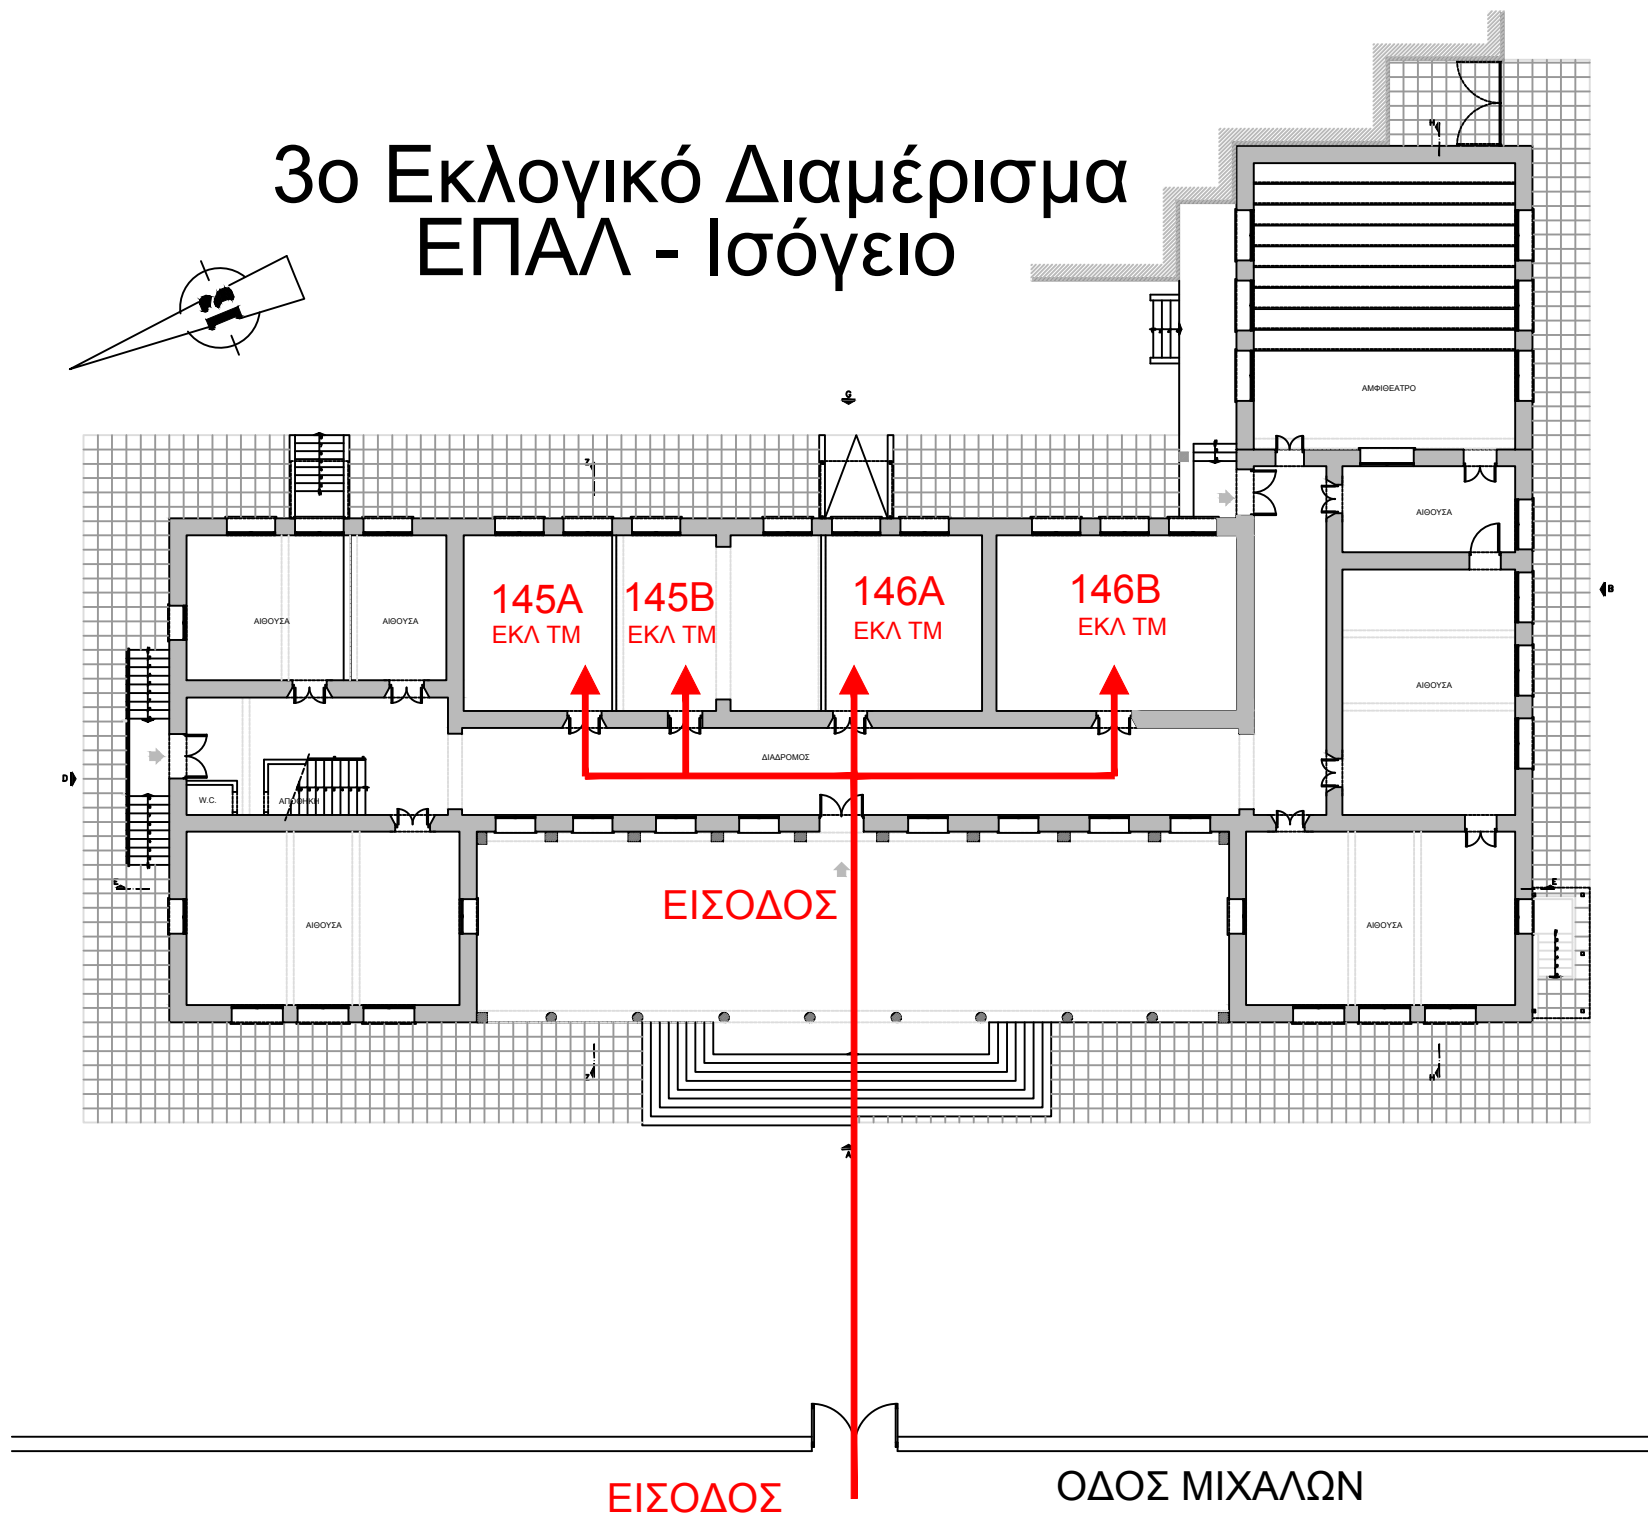 3ο Εκλογικό Διαμέρισμα
ΕΠΑΛ - Ισόγειο
H
ΑΜΦΙΘΕΑΤΡΟ
G
Z
ΑΙΘΟΥΣΑ
145Α
ΕΚΛ ΤΜ
145Β
ΕΚΛ ΤΜ
146Α
ΕΚΛ ΤΜ
146Β
ΕΚΛ ΤΜ
B
ΑΙΘΟΥΣΑ
ΑΙΘΟΥΣΑ
ΑΙΘΟΥΣΑ
ΔΙΑΔΡΟΜΟΣ
D
W.C.
ΑΠΟΘΗΚΗ
E
E
ΕΙΣΟΔΟΣ
ΑΙΘΟΥΣΑ
ΑΙΘΟΥΣΑ
Z
H
A
ΕΙΣΟΔΟΣ
ΟΔΟΣ ΜΙΧΑΛΩΝ